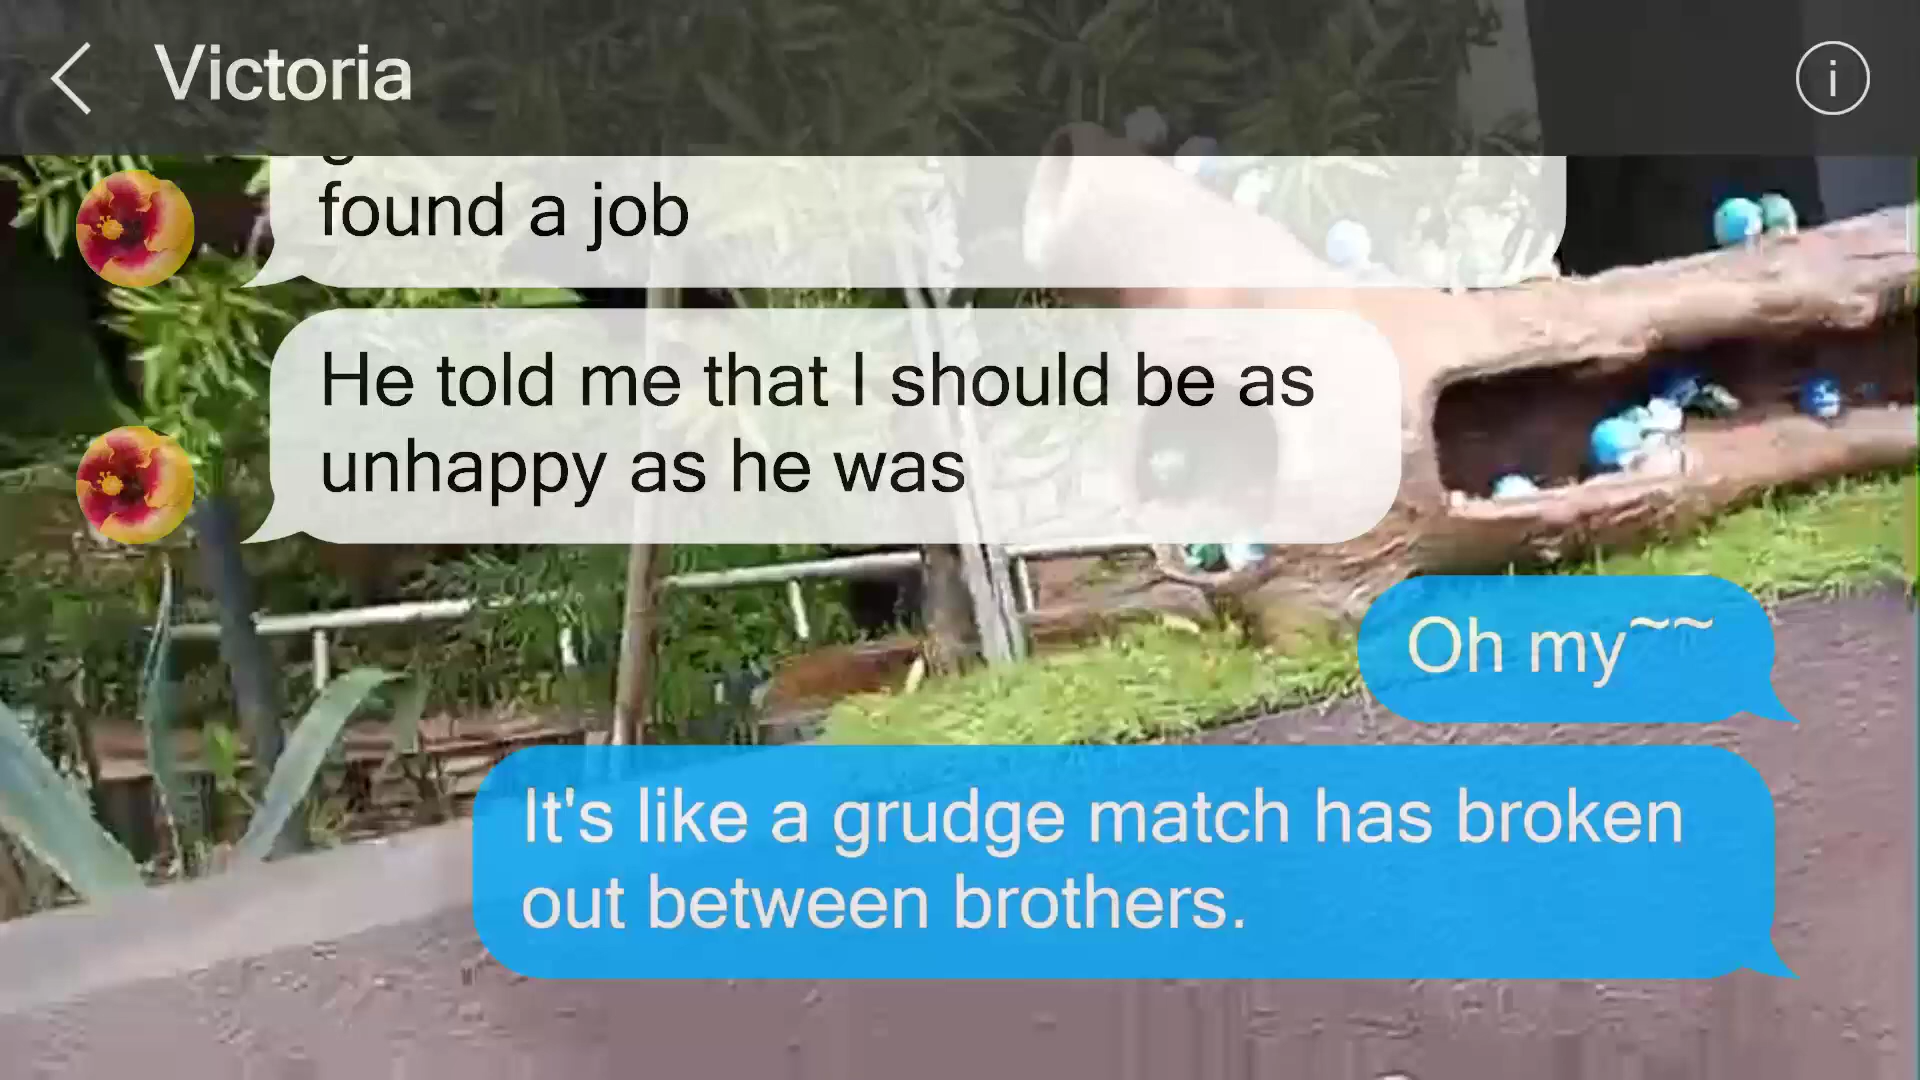 Victoria
found a job
He told me that I should be as
unhappy as he was
Oh my~~
It's like a grudge match has broken
out between brothers.